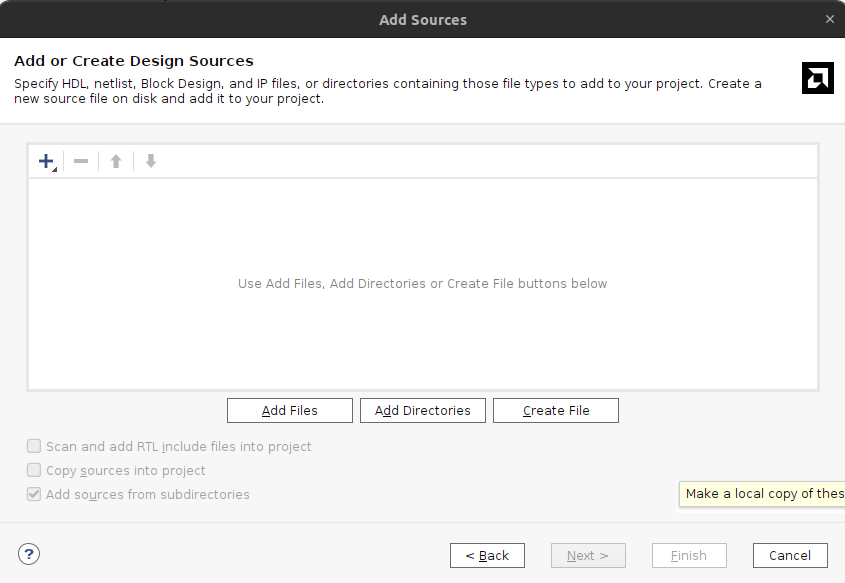 Add Sources
Add or Create Design Sources
Specify HDL, netlist, Block Design, and IP files, or directories containing those file types to add to your project. Create a
new source file on disk and add it to your project.
Use Add Files, Add Directories or Create File buttons below
Add Files
Add Directories
Create File
Scan and add RTL include files into project
Copy sources into project
Add sources from subdirectories
Make a local copy of thes
?
< Back
Next >
Finish
Cancel